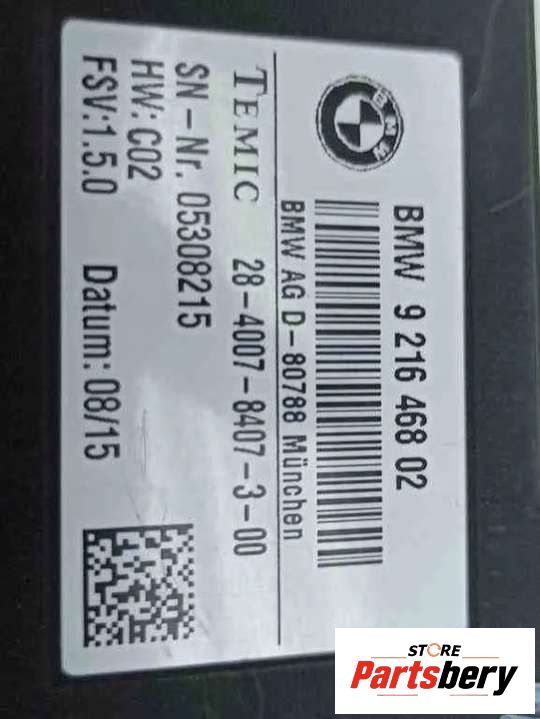 BMW
BMW 9 216 468 02
BMW AG D-80788 München
TEMIC 28-4007-8407-3-00
SN-Nr. 05308215
HW: C02
FSV:1.5.0 Datum: 08/15
STORE
Partsbery